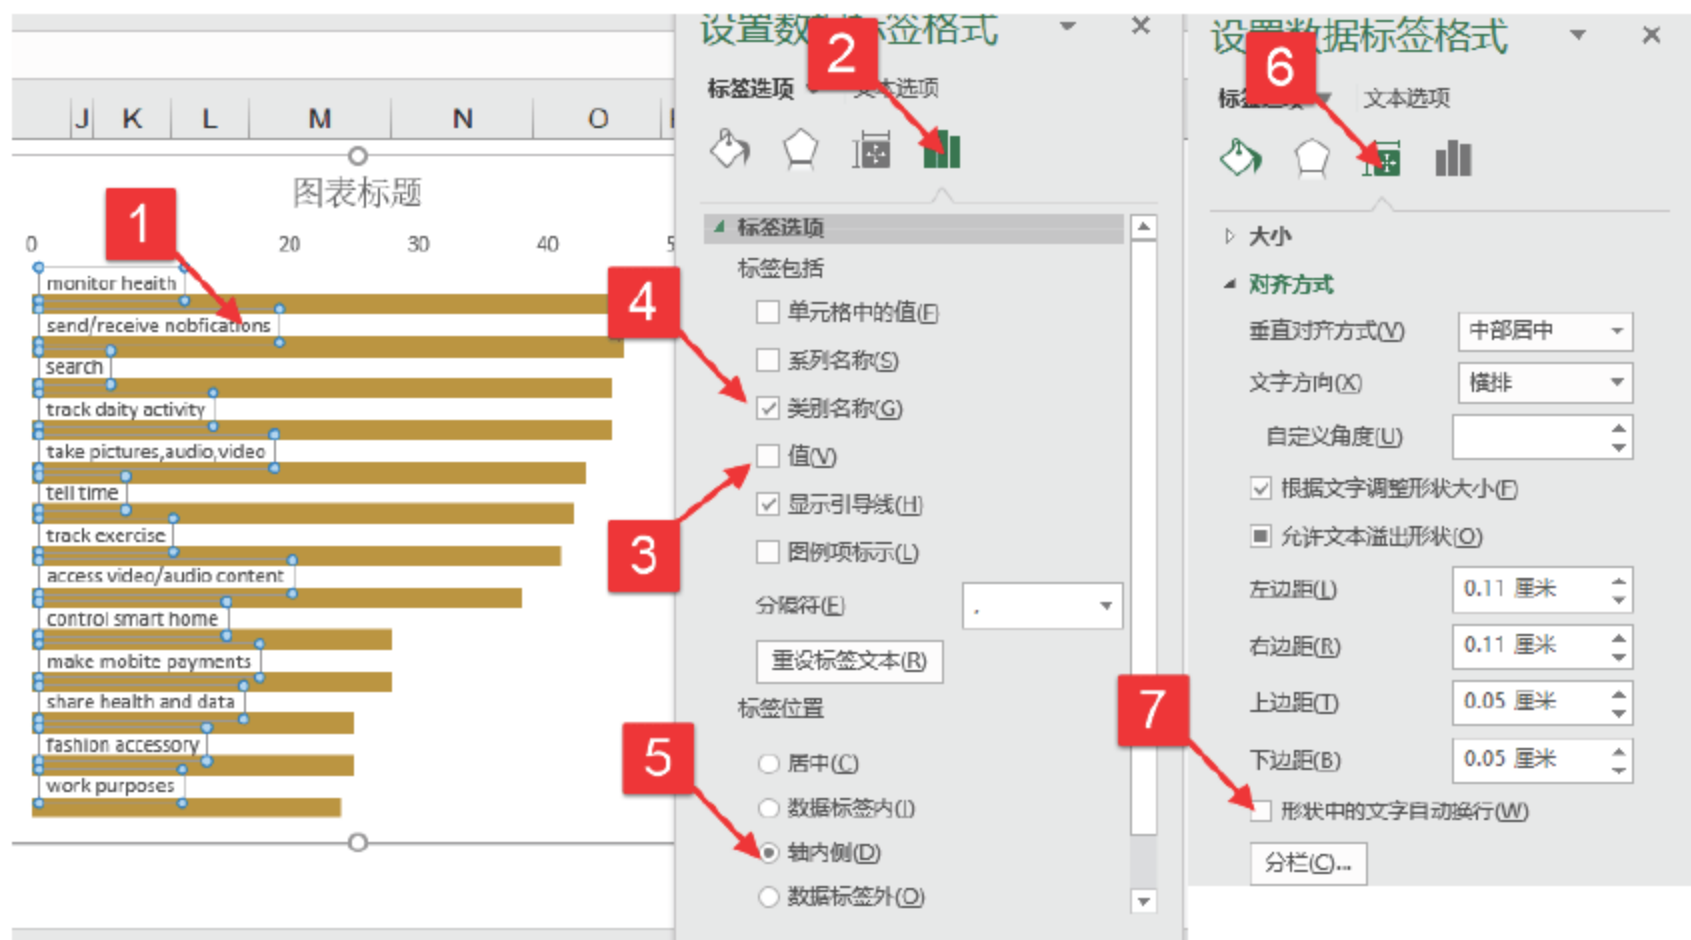 J K L M N O
图表标题
0 20 30 40 5
monitor health
send/receive nobfications
search
track daity activity
take pictures,audio,video
tell time
track exercise
access video/audio content
control smart home
make mobite payments
share health and data
fashion accessory
work purposes
1
2
3
4
5
6
7
设置数据标签格式
标签选项 文本选项
标签选项
标签包括
单元格中的值(F)
系列名称(S)
类别名称(G)
值(V)
显示引导线(H)
图例项标示(L)
分隔符(E) ,
重设标签文本(R)
标签位置
居中(C)
数据标签内(I)
轴内侧(D)
数据标签外(O)
设置数据标签格式
标签选项 文本选项
大小
对齐方式
垂直对齐方式(V) 中部居中
文字方向(X) 横排
自定义角度(U)
根据文字调整形状大小(F)
允许文本溢出形状(O)
左边距(L) 0.11 厘米
右边距(R) 0.11 厘米
上边距(T) 0.05 厘米
下边距(B) 0.05 厘米
形状中的文字自动换行(W)
分栏(C)...